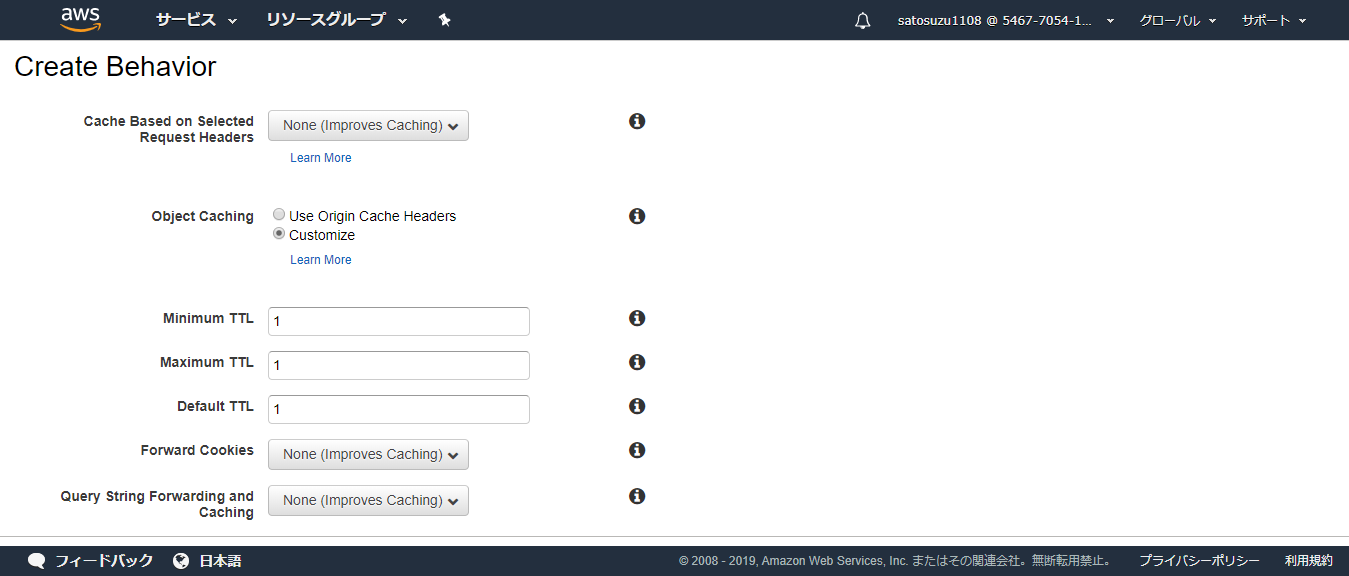 aws サービス リソースグループ satosuzu1108 @ 5467-7054-1... グローバル サポート
Create Behavior
Cache Based on Selected Request Headers None (Improves Caching)
Learn More
Object Caching Use Origin Cache Headers
Customize
Learn More
Minimum TTL 1
Maximum TTL 1
Default TTL 1
Forward Cookies None (Improves Caching)
Query String Forwarding and Caching None (Improves Caching)
フィードバック 日本語 © 2008 - 2019, Amazon Web Services, Inc. またはその関連会社。無断転用禁止。 プライバシーポリシー 利用規約